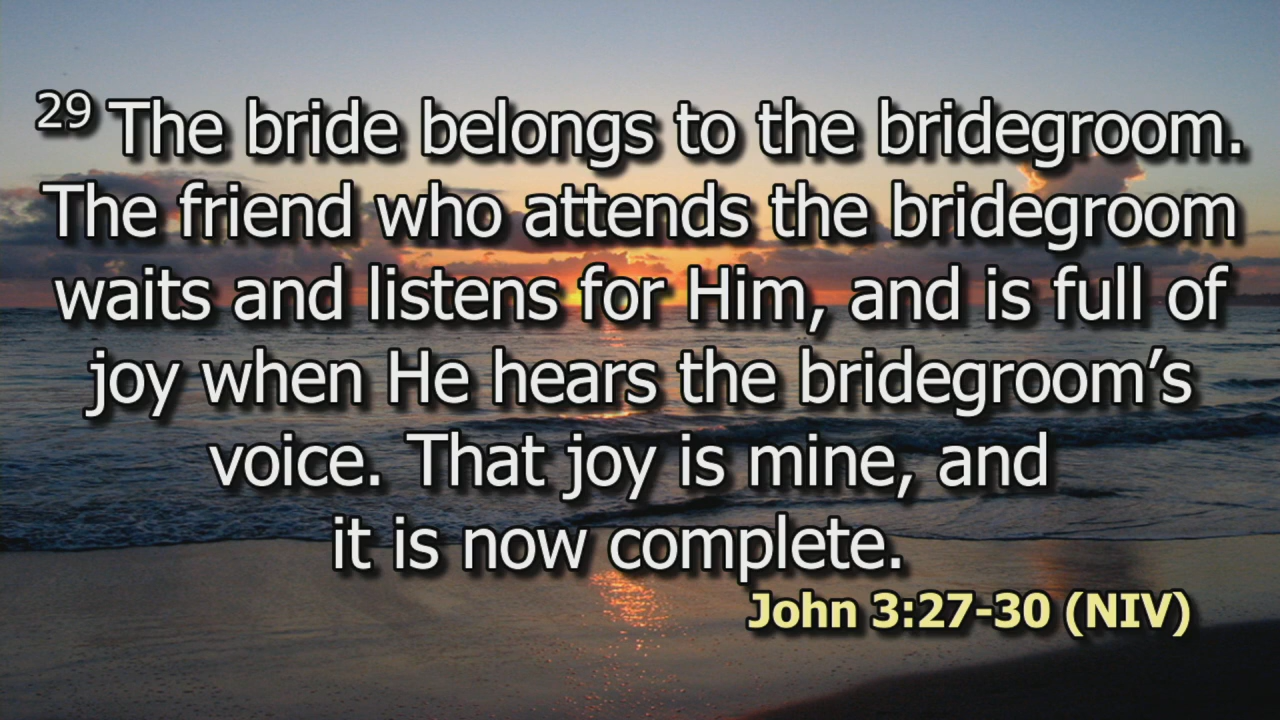 29 The bride belongs to the bridegroom.
The friend who attends the bridegroom
waits and listens for Him, and is full of
joy when He hears the bridegroom’s
voice. That joy is mine, and
it is now complete.
John 3:27-30 (NIV)